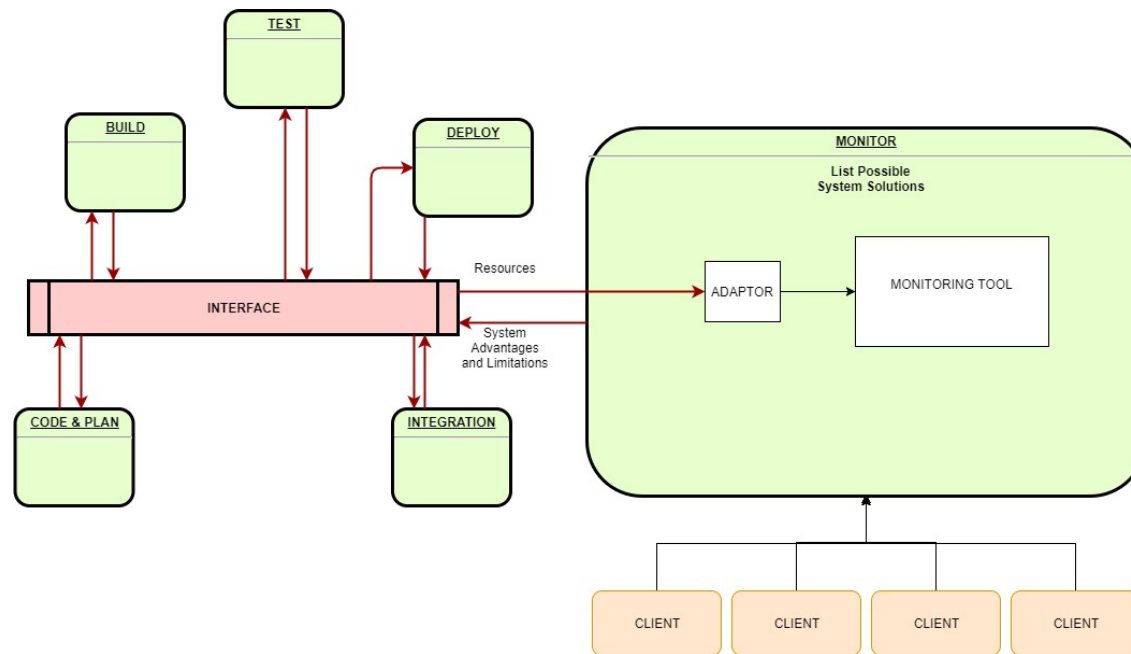 TEST
BUILD
DEPLOY
MONITOR
List Possible
System Solutions
Resources
ADAPTOR
MONITORING TOOL
INTERFACE
System
Advantages
and Limitations
CODE & PLAN
INTEGRATION
CLIENT
CLIENT
CLIENT
CLIENT